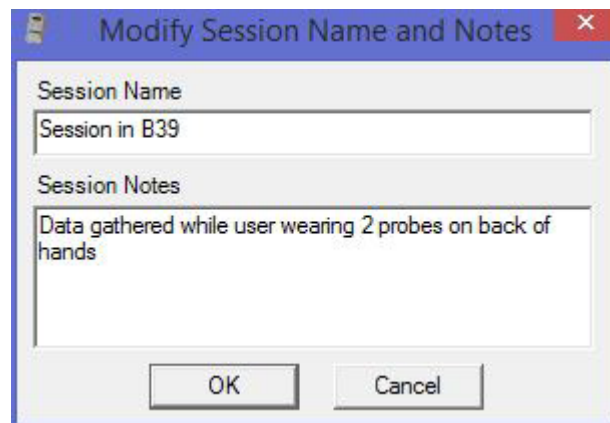 Modify Session Name and Notes
Session Name
Session in B39
Session Notes
Data gathered while user wearing 2 probes on back of
hands
OK
Cancel